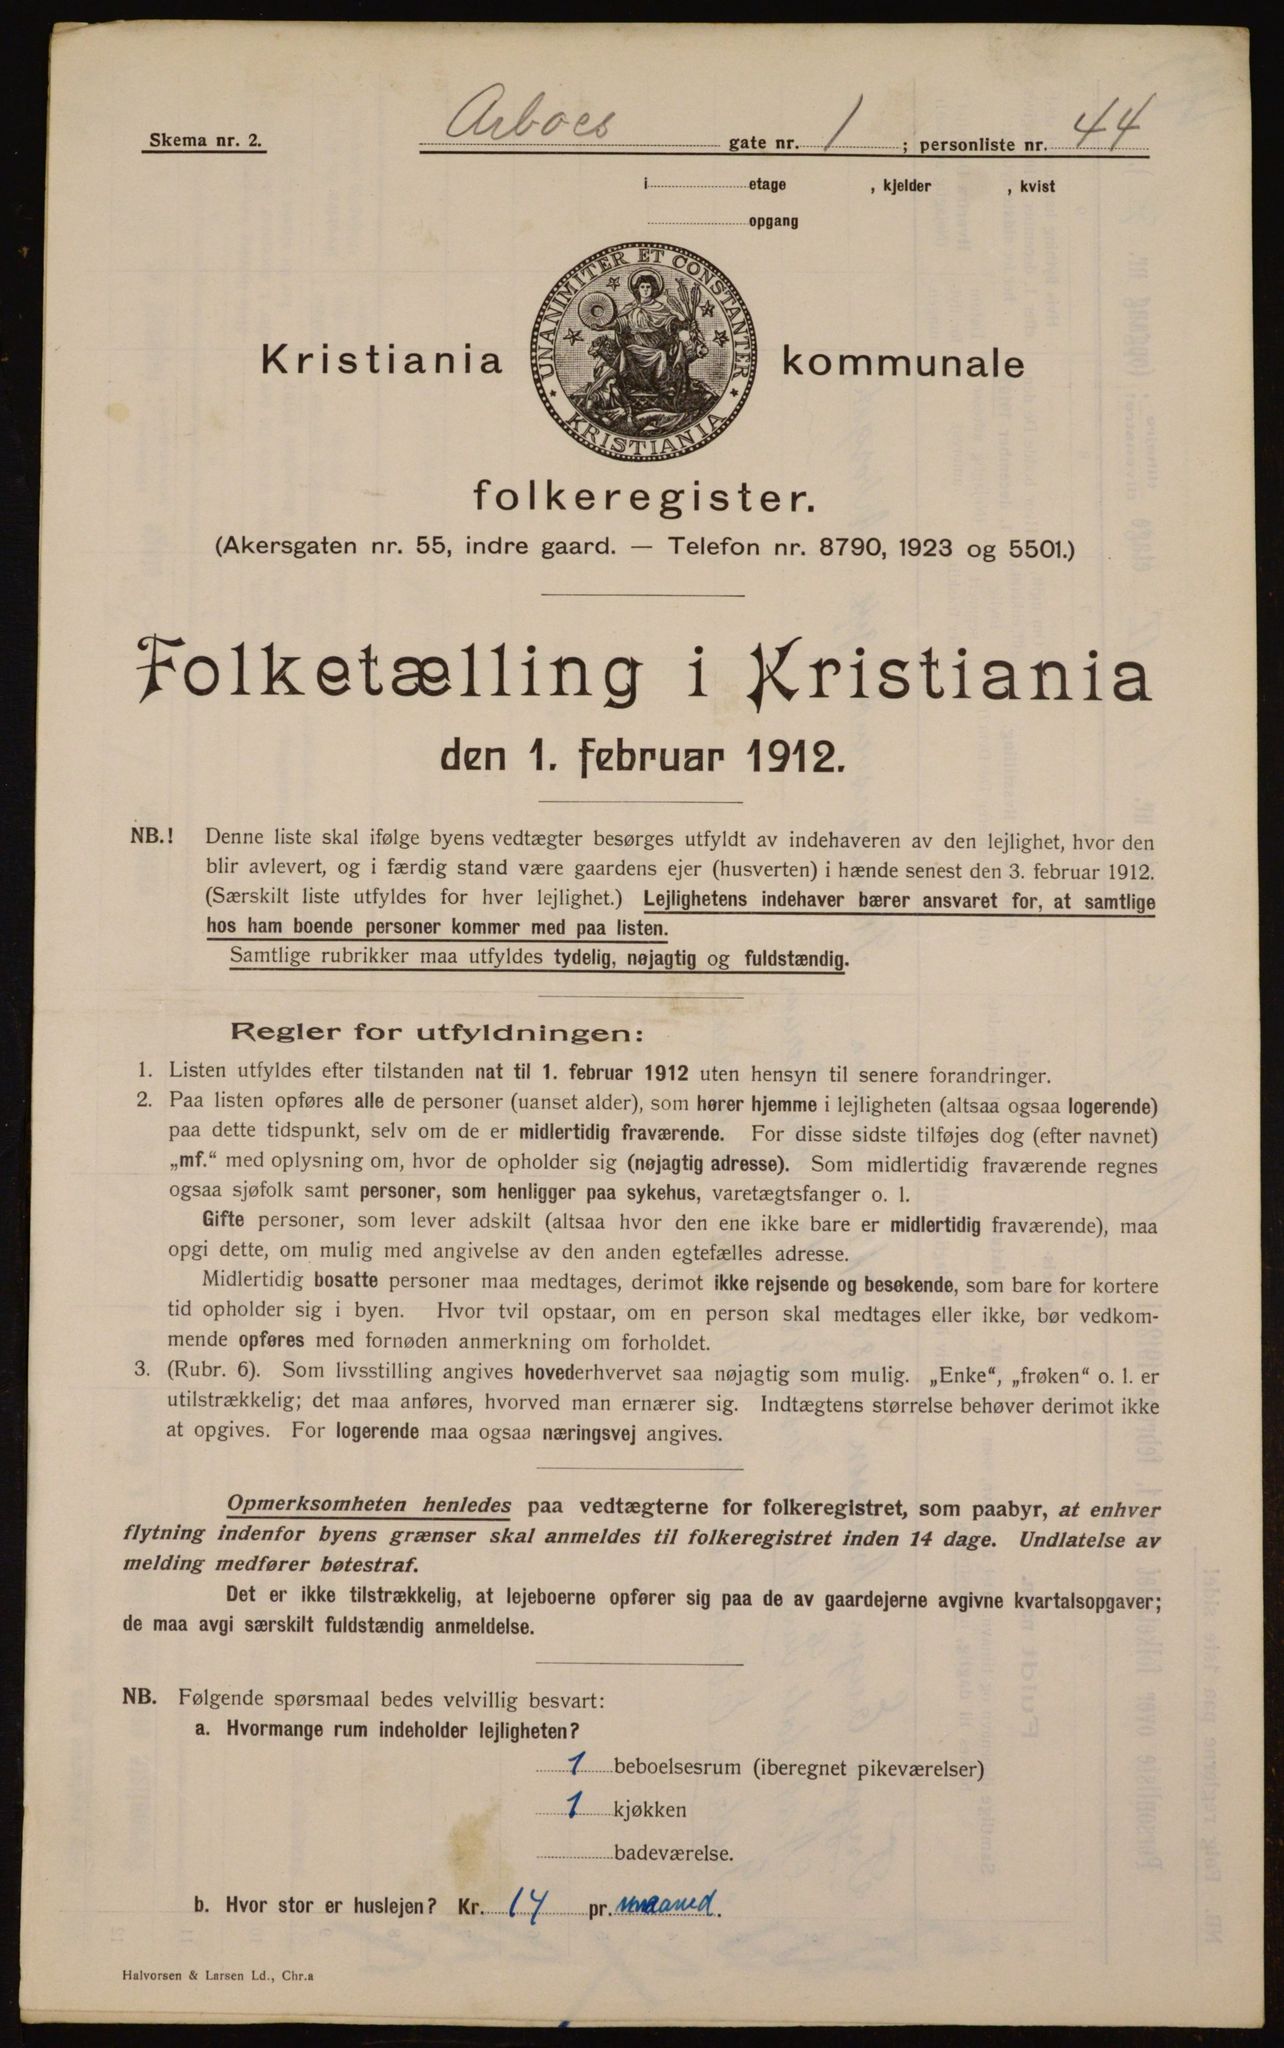 Skema nr. 2. Arboes gate nr. 1 ; personliste nr. 44
i etage , kjelder , kvist
opgang
UNANIMITER ET CONSTANTER
KRISTIANIA
Kristiania kommunale
folkeregister.
(Akersgaten nr. 55, indre gaard. — Telefon nr. 8790, 1923 og 5501.)
Folketælling i Kristiania
den 1. februar 1912.
NB.! Denne liste skal ifølge byens vedtægter besørges utfyldt av indehaveren av den lejlighet, hvor den
blir avlevert, og i færdig stand være gaardens ejer (husverten) i hænde senest den 3. februar 1912.
(Særskilt liste utfyldes for hver lejlighet.) Lejlighetens indehaver bærer ansvaret for, at samtlige
hos ham boende personer kommer med paa listen.
Samtlige rubrikker maa utfyldes tydelig, nøjagtig og fuldstændig.
Regler for utfyldningen:
1. Listen utfyldes efter tilstanden nat til 1. februar 1912 uten hensyn til senere forandringer.
2. Paa listen opføres alle de personer (uanset alder), som hører hjemme i lejligheten (altsaa ogsaa logerende)
paa dette tidspunkt, selv om de er midlertidig fraværende. For disse sidste tilføjes dog (efter navnet)
„mf.“ med oplysning om, hvor de opholder sig (nøjagtig adresse). Som midlertidig fraværende regnes
ogsaa sjøfolk samt personer, som henligger paa sykehus, varetægtsfanger o. l.
Gifte personer, som lever adskilt (altsaa hvor den ene ikke bare er midlertidig fraværende), maa
opgi dette, om mulig med angivelse av den anden egtefælles adresse.
Midlertidig bosatte personer maa medtages, derimot ikke rejsende og besøkende, som bare for kortere
tid opholder sig i byen. Hvor tvil opstaar, om en person skal medtages eller ikke, bør vedkom-
mende opføres med fornøden anmerkning om forholdet.
3. (Rubr. 6). Som livsstilling angives hovederhvervet saa nøjagtig som mulig. „Enke“, „frøken“ o. l. er
utilstrækkelig; det maa anføres, hvorved man ernærer sig. Indtægtens størrelse behøver derimot ikke
at opgives. For logerende maa ogsaa næringsvej angives.
Opmerksomheten henledes paa vedtægterne for folkeregistret, som paabyr, at enhver
flytning indenfor byens grænser skal anmeldes til folkeregistret inden 14 dage. Undlatelse av
melding medfører bøtestraf.
Det er ikke tilstrækkelig, at lejeboerne opfører sig paa de av gaardejerne avgivne kvartalsopgaver;
de maa avgi særskilt fuldstændig anmeldelse.
NB. Følgende spørsmaal bedes velvillig besvart:
a. Hvormange rum indeholder lejligheten?
1 beboelsesrum (iberegnet pikeværelser)
1 kjøkken
badeværelse.
b. Hvor stor er huslejen? Kr. 14 pr. maaned.
Halvorsen & Larsen Ld., Chr.a